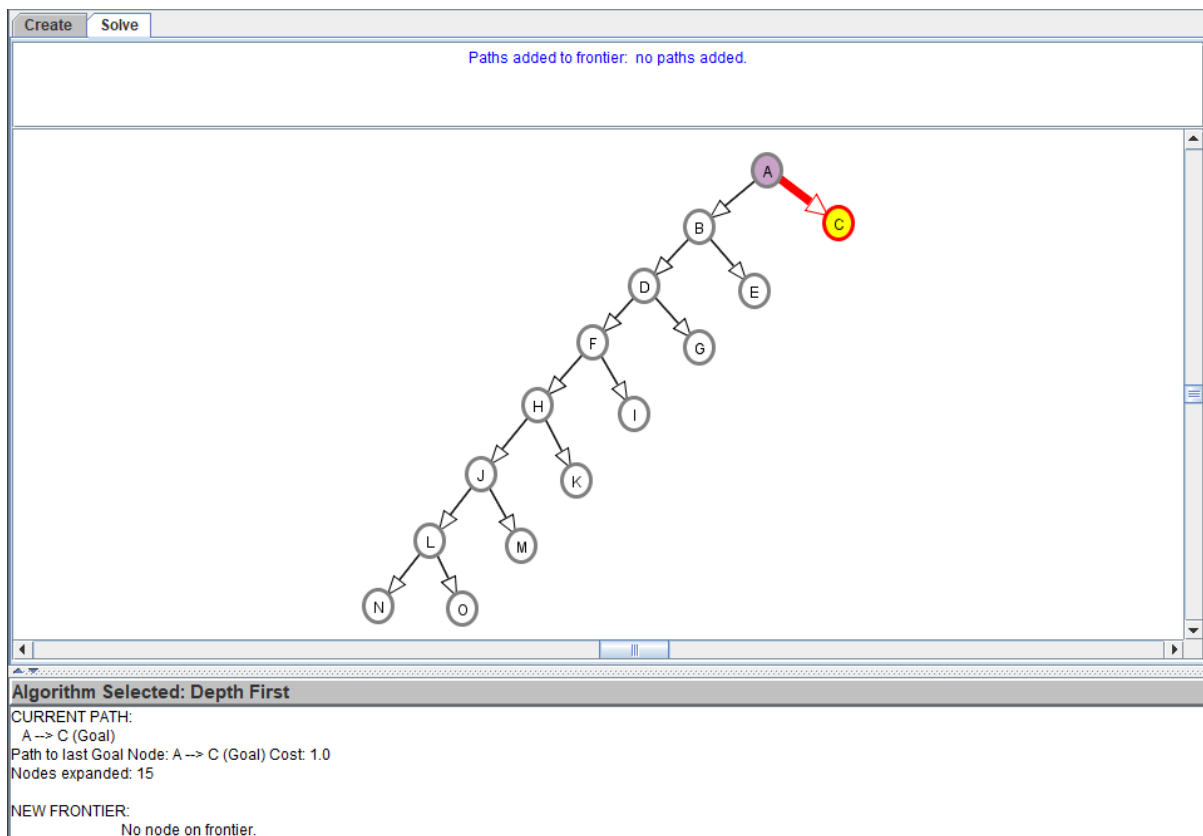 Create Solve
Paths added to frontier: no paths added.
A
C
B
E
D
G
F
I
H
K
J
M
L
N
O
Algorithm Selected: Depth First
CURRENT PATH:
A --> C (Goal)
Path to last Goal Node: A --> C (Goal) Cost: 1.0
Nodes expanded: 15
NEW FRONTIER:
No node on frontier.